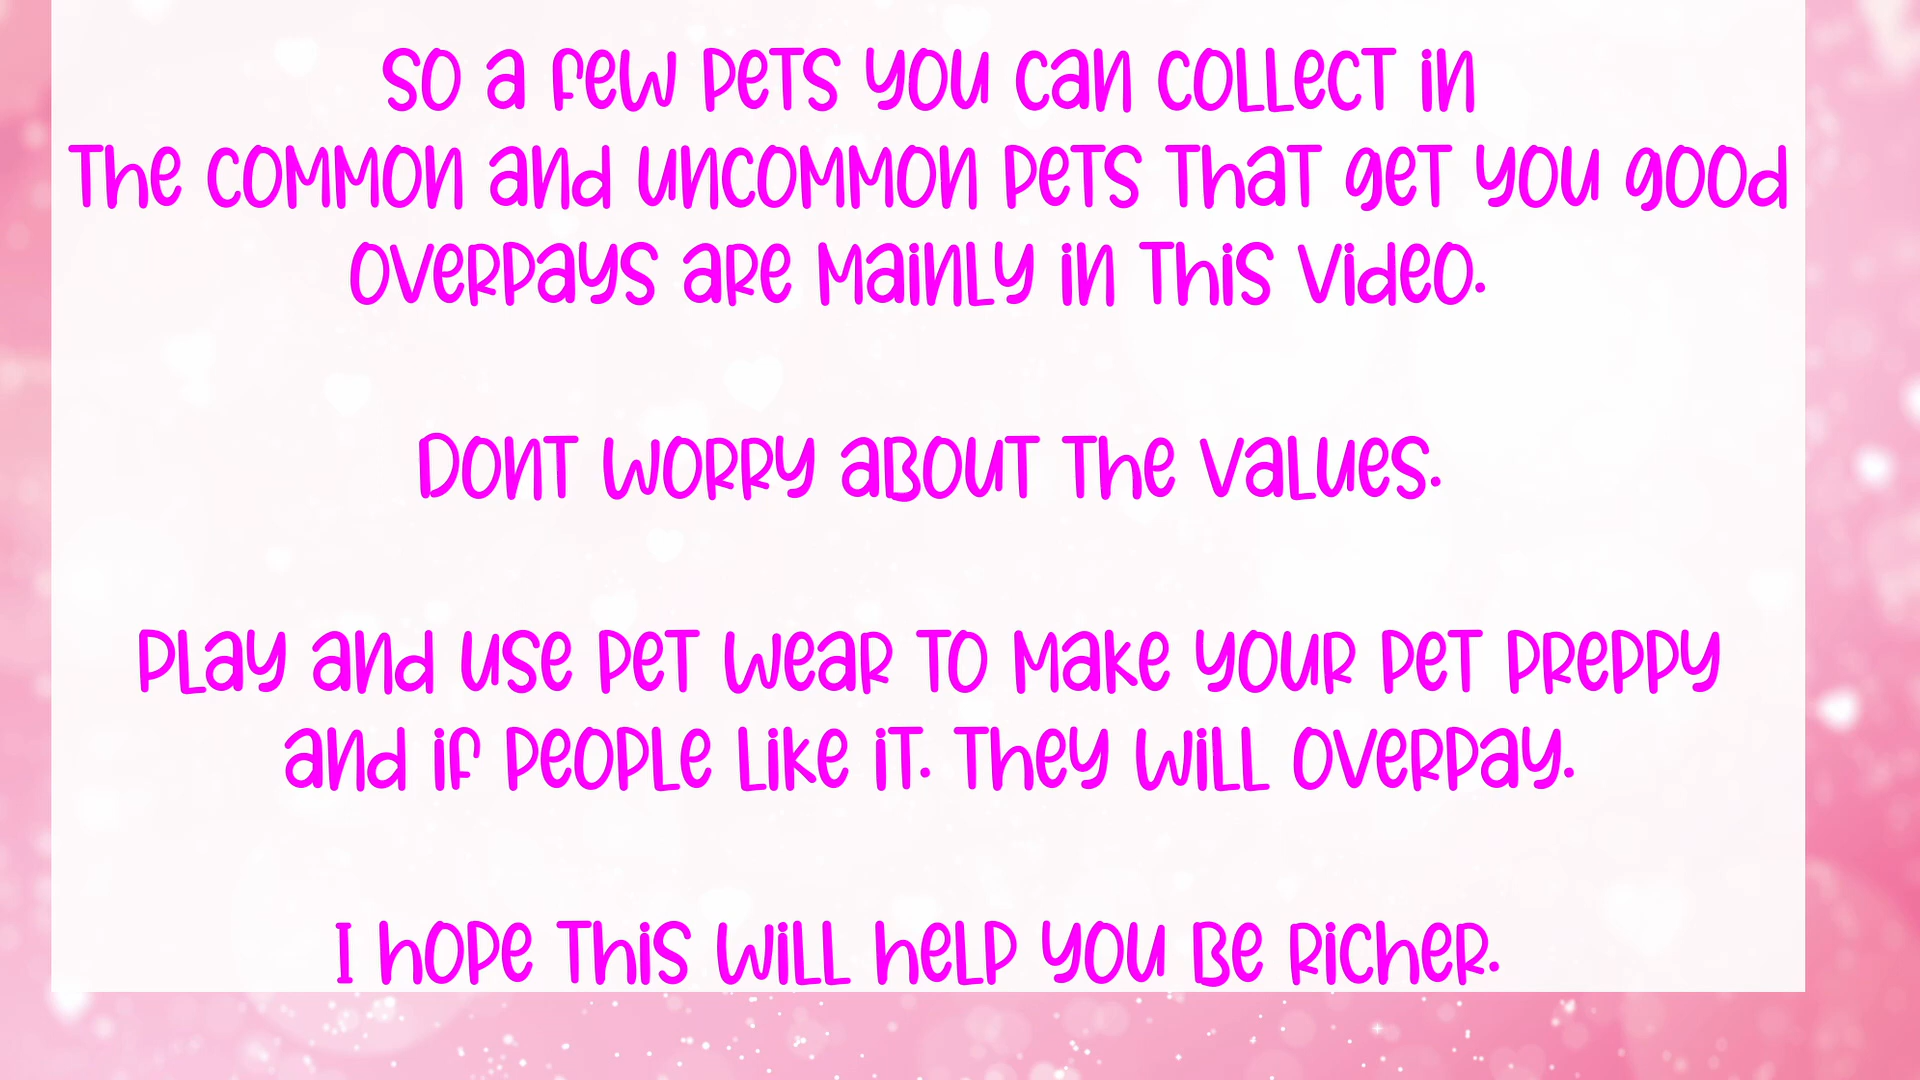 So a few pets you can collect in
The common and uncommon pets that get you good
overpays are mainly in this video.
Dont worry about the values.
Play and use pet wear to make your pet preppy
and if people like it. They will overpay.
I hope this will help you be richer.